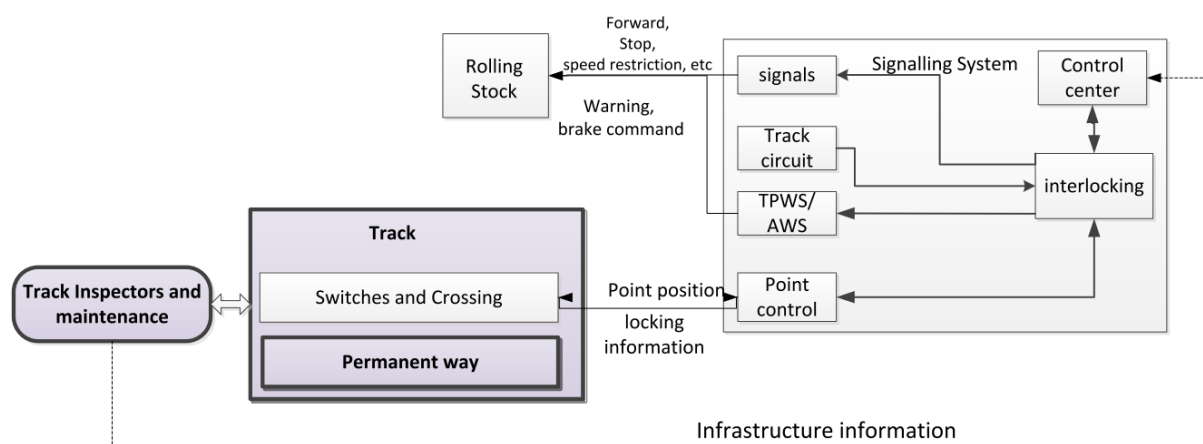 Forward,
Stop,
speed restriction, etc
Rolling
Stock
Warning,
brake command
signals
Signalling System
Control
center
Track
circuit
interlocking
TPWS/
AWS
Point
control
Track
Track Inspectors and
maintenance
Switches and Crossing
Point position
locking
information
Permanent way
Infrastructure information